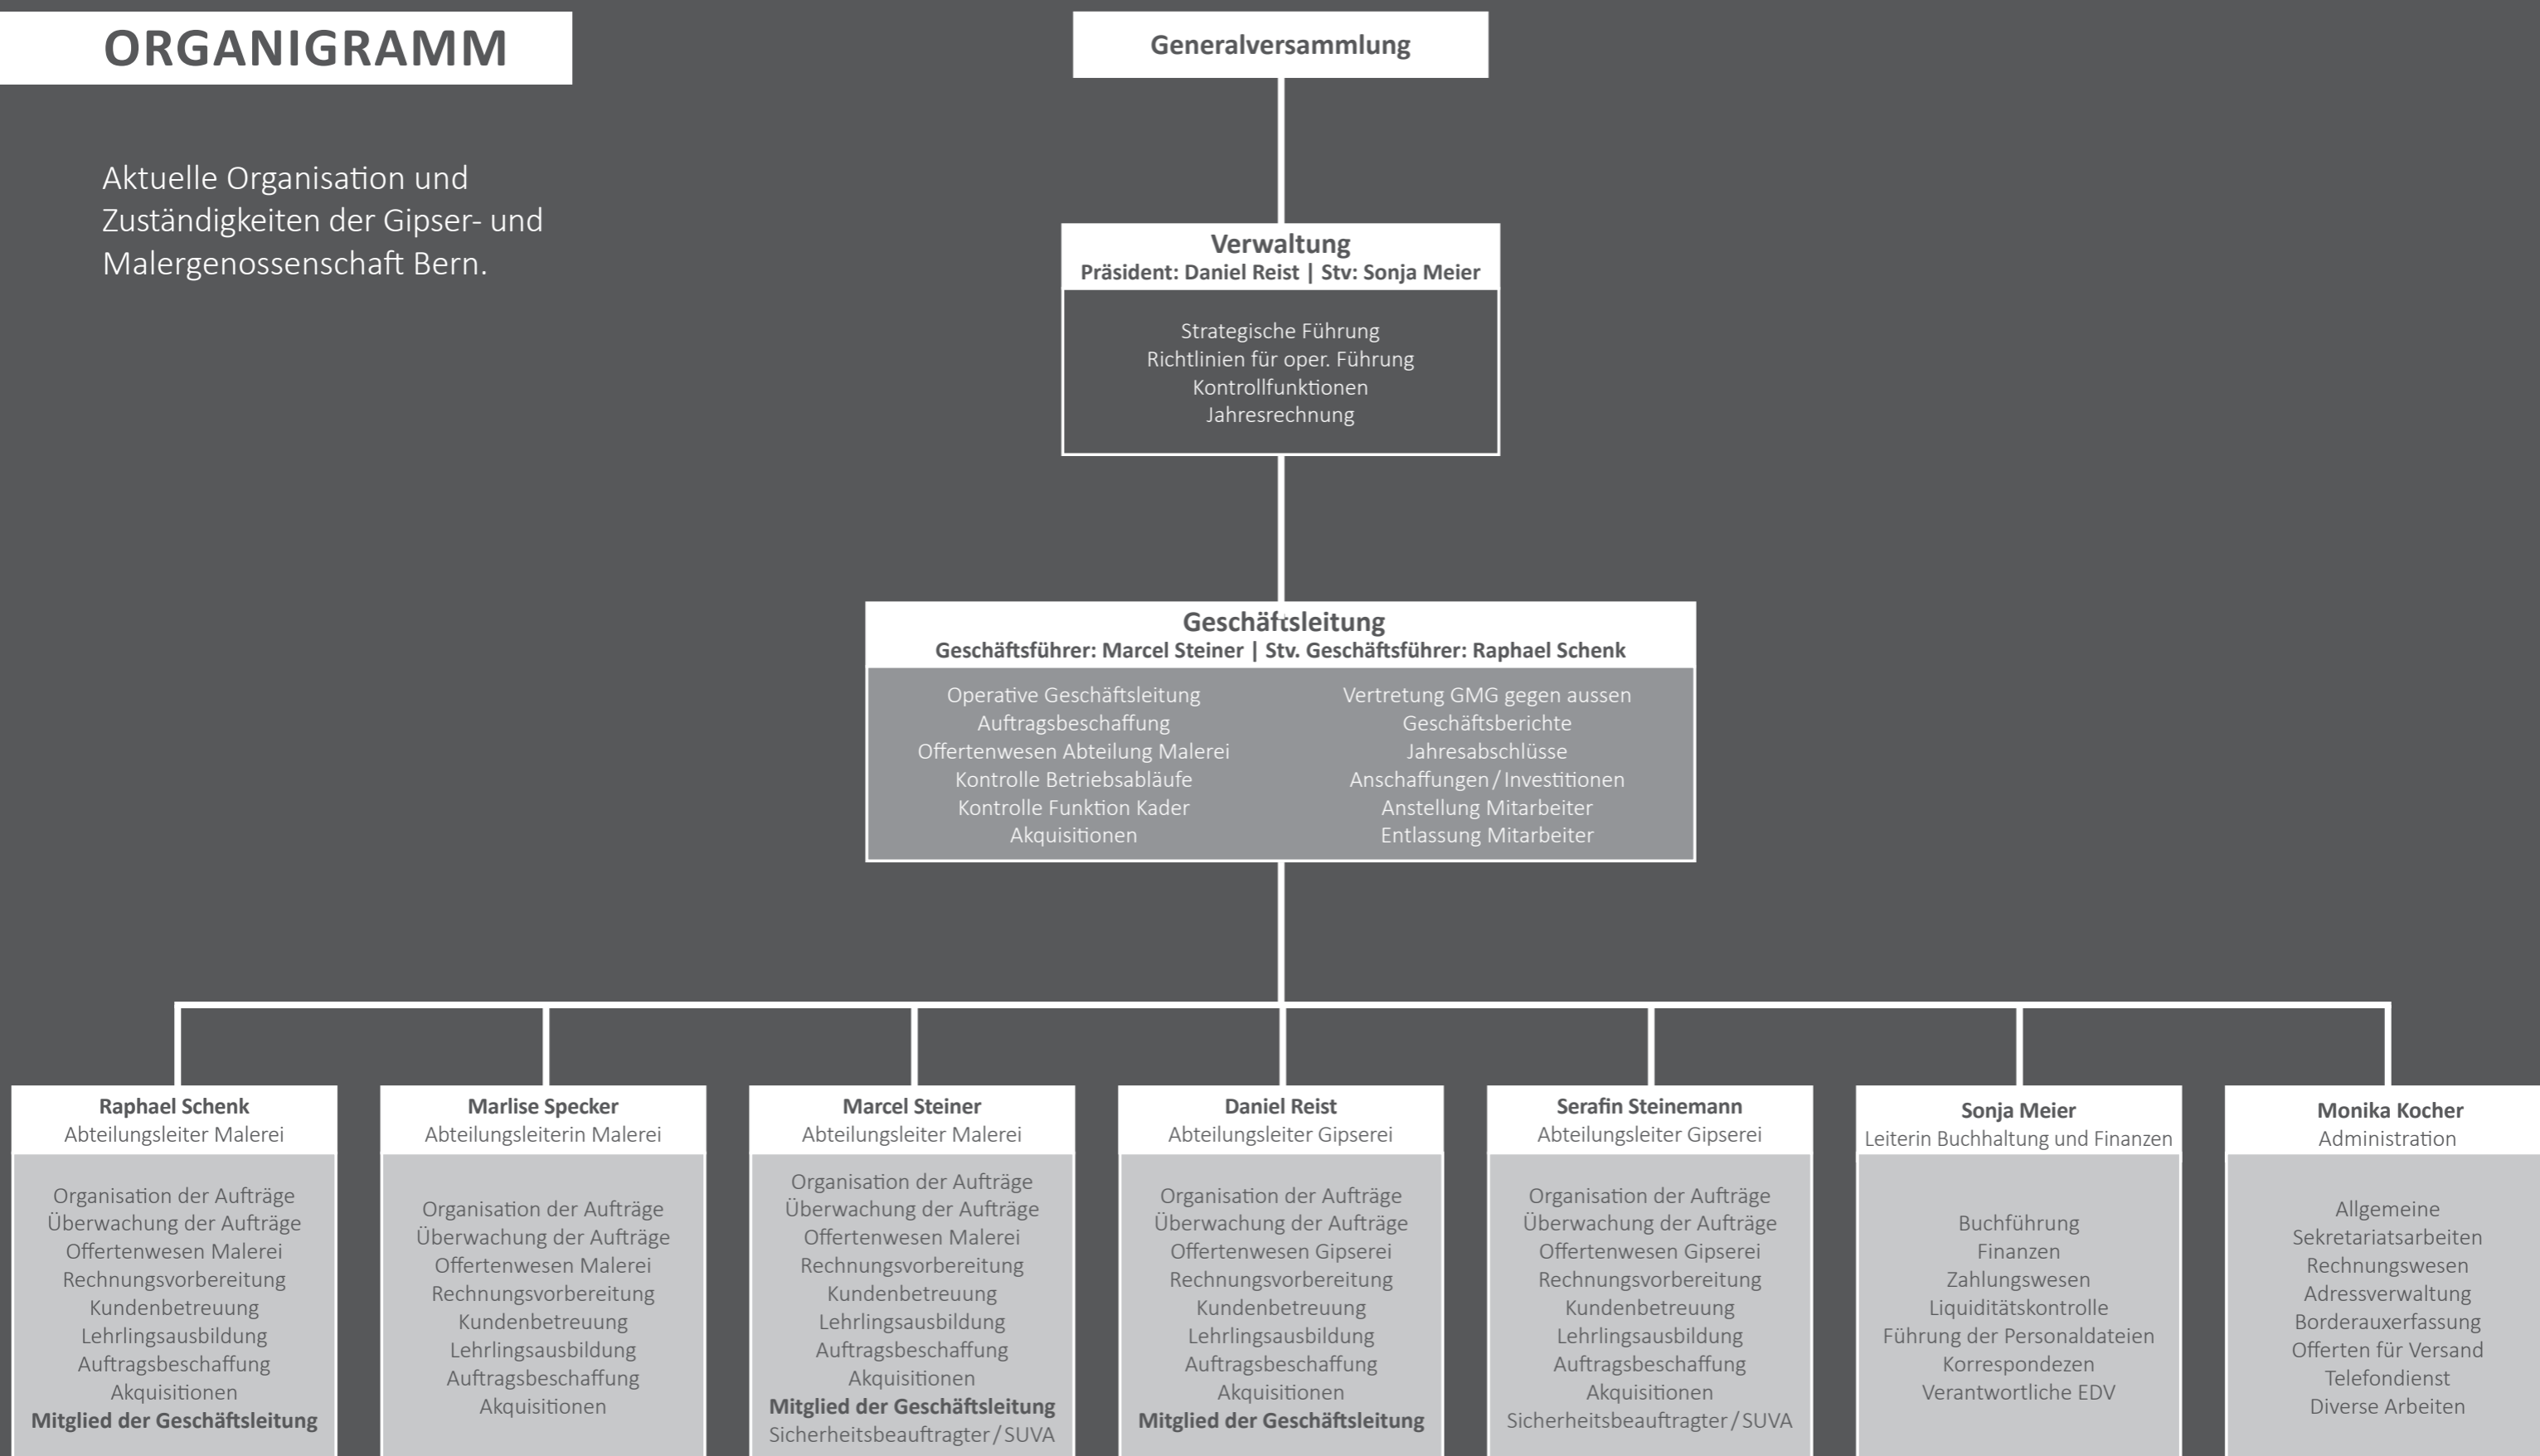 ORGANIGRAMM
Aktuelle Organisation und
Zuständigkeiten der Gipser- und
Malergenossenschaft Bern.
Generalversammlung
Verwaltung
Präsident: Daniel Reist | Stv: Sonja Meier
Strategische Führung
Richtlinien für oper. Führung
Kontrollfunktionen
Jahresrechnung
Geschäftsleitung
Geschäftsführer: Marcel Steiner | Stv. Geschäftsführer: Raphael Schenk
Operative Geschäftsleitung
Auftragsbeschaffung
Offertenwesen Abteilung Malerei
Kontrolle Betriebsabläufe
Kontrolle Funktion Kader
Akquisitionen
Vertretung GMG gegen aussen
Geschäftsberichte
Jahresabschlüsse
Anschaffungen / Investitionen
Anstellung Mitarbeiter
Entlassung Mitarbeiter
Raphael Schenk
Abteilungsleiter Malerei
Organisation der Aufträge
Überwachung der Aufträge
Offertenwesen Malerei
Rechnungsvorbereitung
Kundenbetreuung
Lehrlingsausbildung
Auftragsbeschaffung
Akquisitionen
Mitglied der Geschäftsleitung
Marlise Specker
Abteilungsleiterin Malerei
Organisation der Aufträge
Überwachung der Aufträge
Offertenwesen Malerei
Rechnungsvorbereitung
Kundenbetreuung
Lehrlingsausbildung
Auftragsbeschaffung
Akquisitionen
Marcel Steiner
Abteilungsleiter Malerei
Organisation der Aufträge
Überwachung der Aufträge
Offertenwesen Malerei
Rechnungsvorbereitung
Kundenbetreuung
Lehrlingsausbildung
Auftragsbeschaffung
Akquisitionen
Mitglied der Geschäftsleitung
Sicherheitsbeauftragter / SUVA
Daniel Reist
Abteilungsleiter Gipserei
Organisation der Aufträge
Überwachung der Aufträge
Offertenwesen Gipserei
Rechnungsvorbereitung
Kundenbetreuung
Lehrlingsausbildung
Auftragsbeschaffung
Akquisitionen
Mitglied der Geschäftsleitung
Serafin Steinemann
Abteilungsleiter Gipserei
Organisation der Aufträge
Überwachung der Aufträge
Offertenwesen Gipserei
Rechnungsvorbereitung
Kundenbetreuung
Lehrlingsausbildung
Auftragsbeschaffung
Akquisitionen
Sicherheitsbeauftragter / SUVA
Sonja Meier
Leiterin Buchhaltung und Finanzen
Buchführung
Finanzen
Zahlungswesen
Liquiditätskontrolle
Führung der Personaldateien
Korrespondezen
Verantwortliche EDV
Monika Kocher
Administration
Allgemeine
Sekretariatsarbeiten
Rechnungswesen
Adressverwaltung
Borderauxerfassung
Offerten für Versand
Telefondienst
Diverse Arbeiten